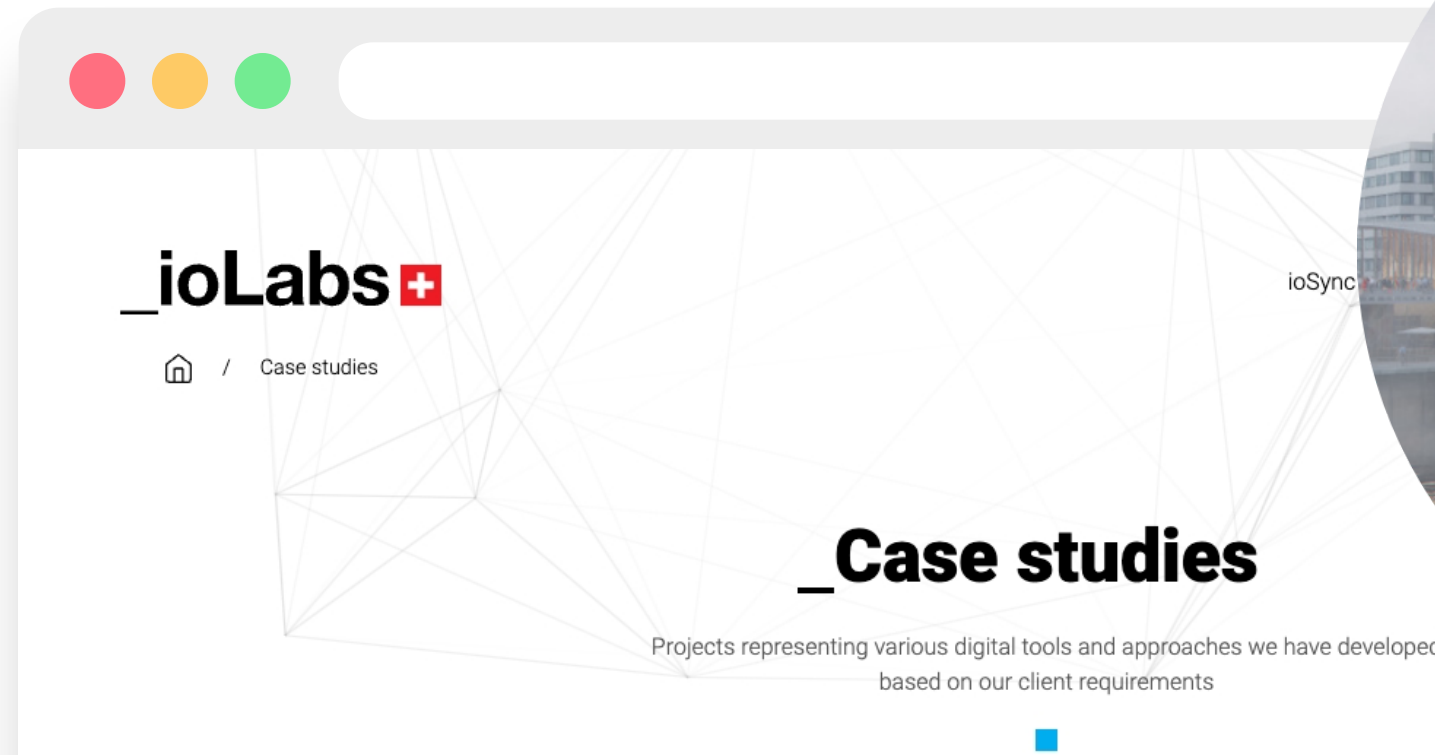 _ioLabs
ioSync
/ Case studies
_Case studies
Projects representing various digital tools and approaches we have developed
based on our client requirements